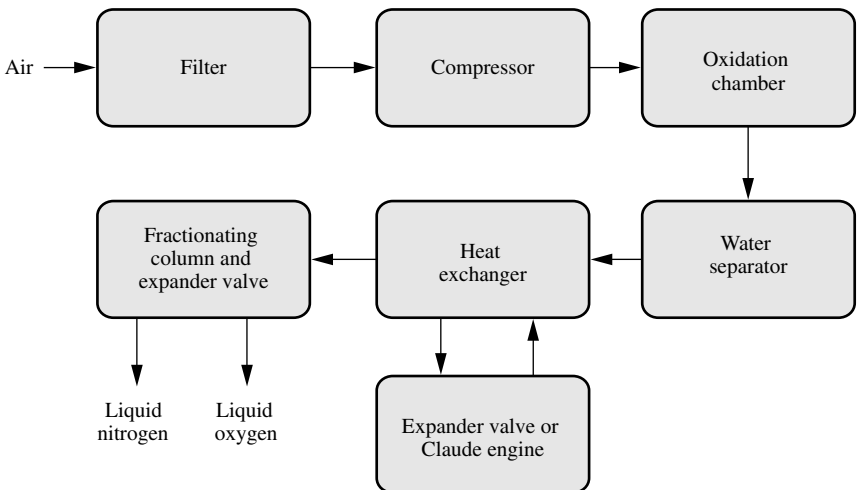 Air
Filter
Compressor
Oxidation
chamber
Fractionating
column and
expander valve
Heat
exchanger
Water
separator
Liquid
nitrogen
Liquid
oxygen
Expander valve or
Claude engine